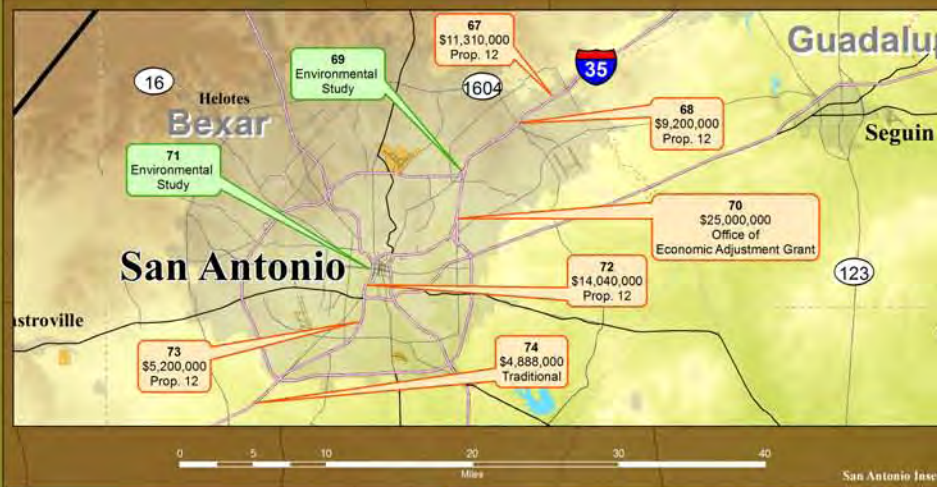 67
$11,310,000
Prop. 12
Guadalu
69
Environmental
Study
35
16
1604
Helotes
Bexar
68
$9,200,000
Prop. 12
Seguin
71
Environmental
Study
70
$25,000,000
Office of
Economic Adjustment Grant
San Antonio
72
$14,040,000
Prop. 12
123
astroville
73
$5,200,000
Prop. 12
74
$4,888,000
Traditional
0 5 10 20 30 40
Miles
San Antonio Inse